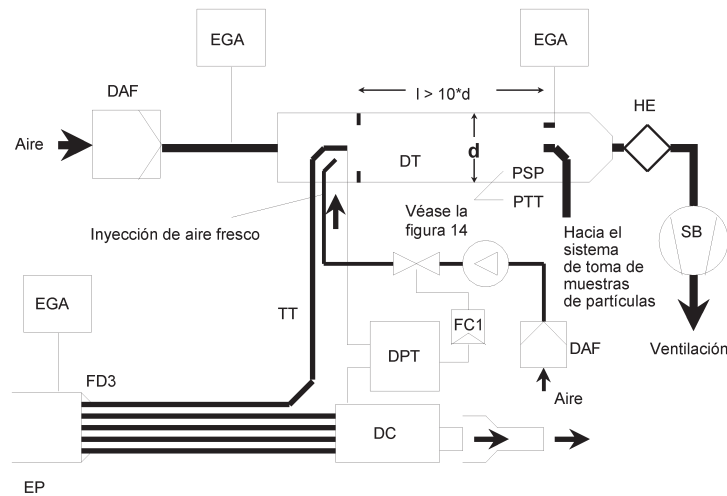 EGA
EGA
DAF
l > 10*d
HE
Aire
d
DT
PSP
PTT
SB
Inyección de aire fresco
Véase la
figura 14
Hacia el
sistema
de toma de
muestras
de partículas
EGA
TT
FC1
DPT
DAF
Ventilación
FD3
Aire
DC
EP